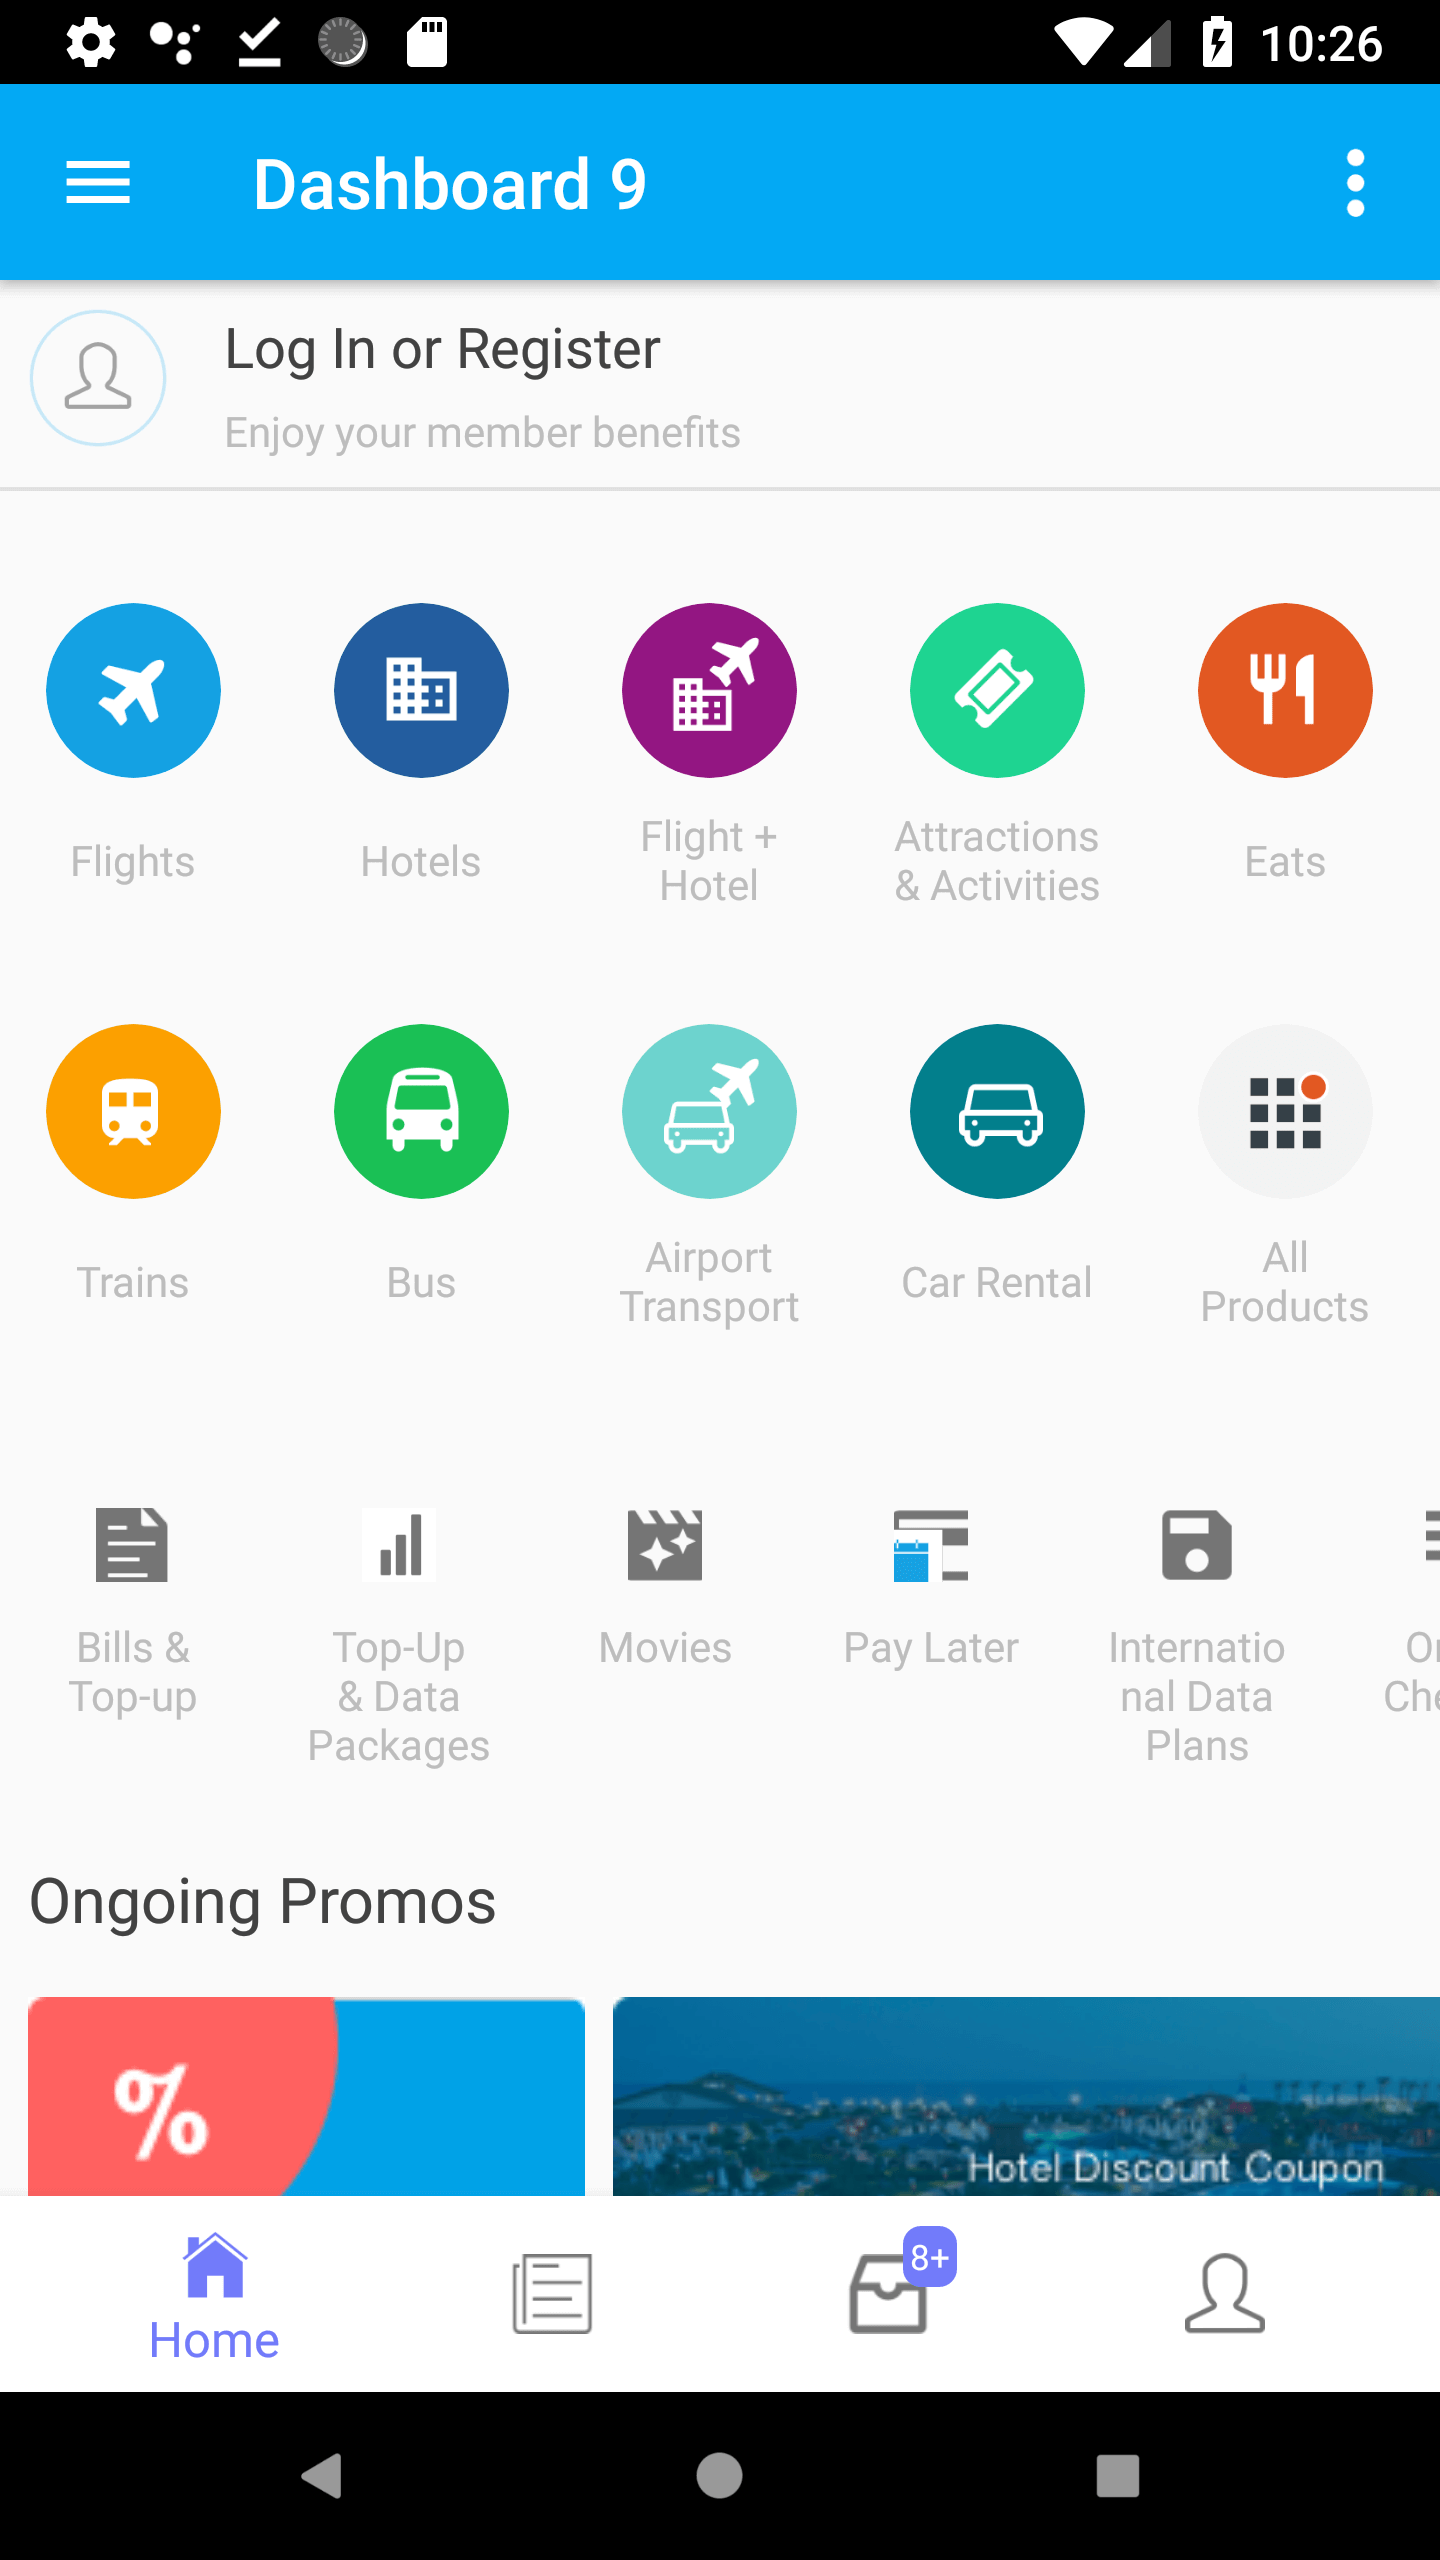 10:26
Dashboard 9
Log In or Register
Enjoy your member benefits
Flights
Hotels
Flight +
Hotel
Attractions
& Activities
Eats
Trains
Bus
Airport
Transport
Car Rental
All
Products
Bills &
Top-up
Top-Up
& Data
Packages
Movies
Pay Later
Internatio
nal Data
Plans
Ongoing Promos
%
Hotel Discount Coupon
8+
Home